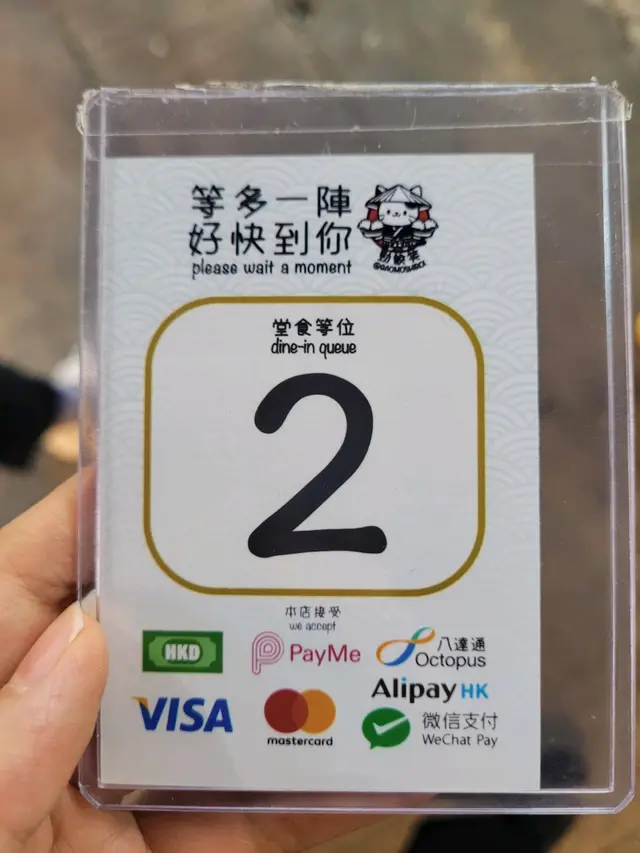 等多一陣
好快到你
please wait a moment
堂食等位
dine-in queue
2
本店接受
we accept
HKD
PayMe
八達通
Octopus
AlipayHK
VISA
mastercard
微信支付
WeChat Pay